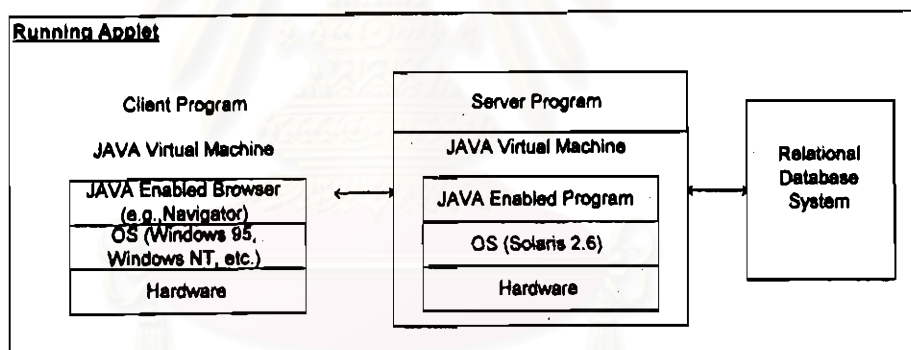 Running Applet
Client Program
JAVA Virtual Machine
JAVA Enabled Browser
(e.g.,Navigator)
OS (Windows 95,
Windows NT, etc.)
Hardware
Server Program
JAVA Virtual Machine
JAVA Enabled Program
OS (Solaris 2.6)
Hardware
Relational
Database
System